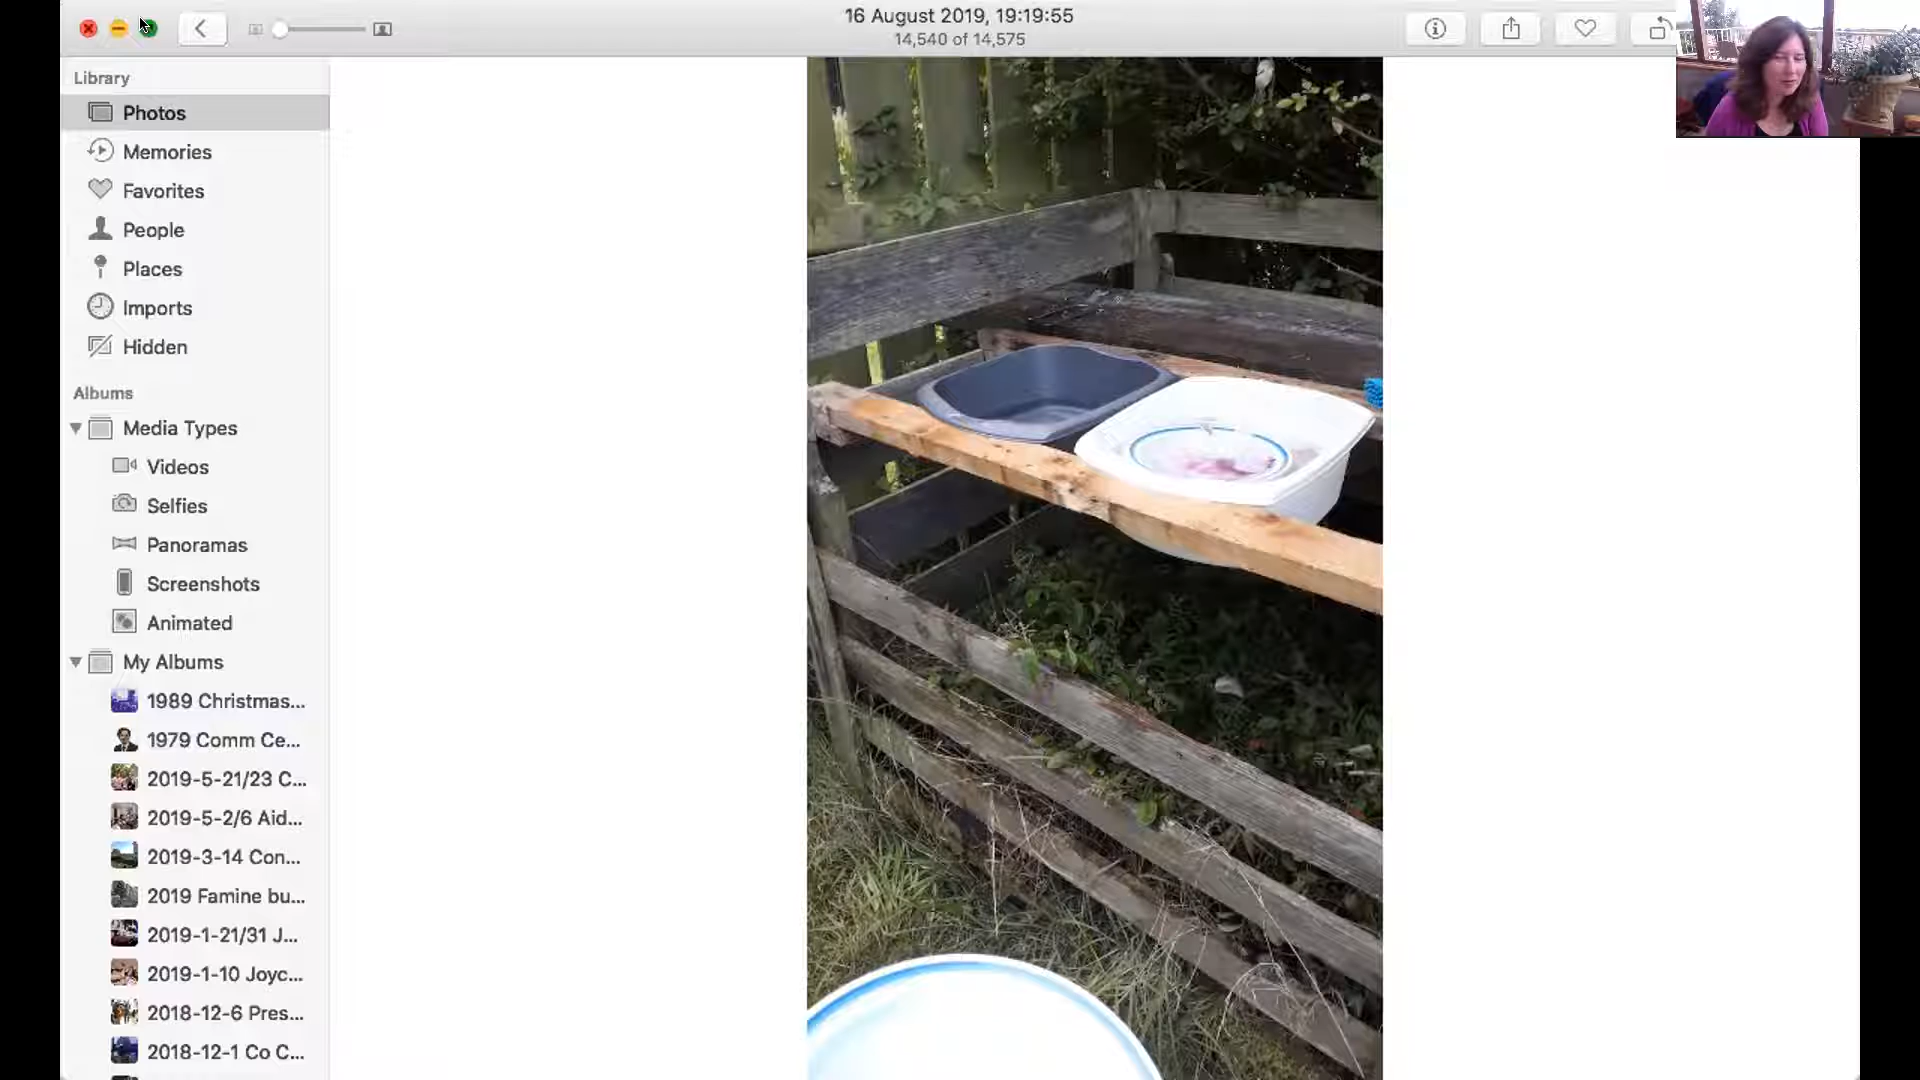 16 August 2019, 19:19:55
14,540 of 14,575
Library
Photos
Memories
Favorites
People
Places
Imports
Hidden
Albums
Media Types
Videos
Selfies
Panoramas
Screenshots
Animated
My Albums
1989 Christmas...
1979 Comm Ce...
2019-5-21/23 C...
2019-5-2/6 Aid...
2019-3-14 Con...
2019 Famine bu...
2019-1-21/31 J...
2019-1-10 Joyc...
2018-12-6 Pres...
2018-12-1 Co C...